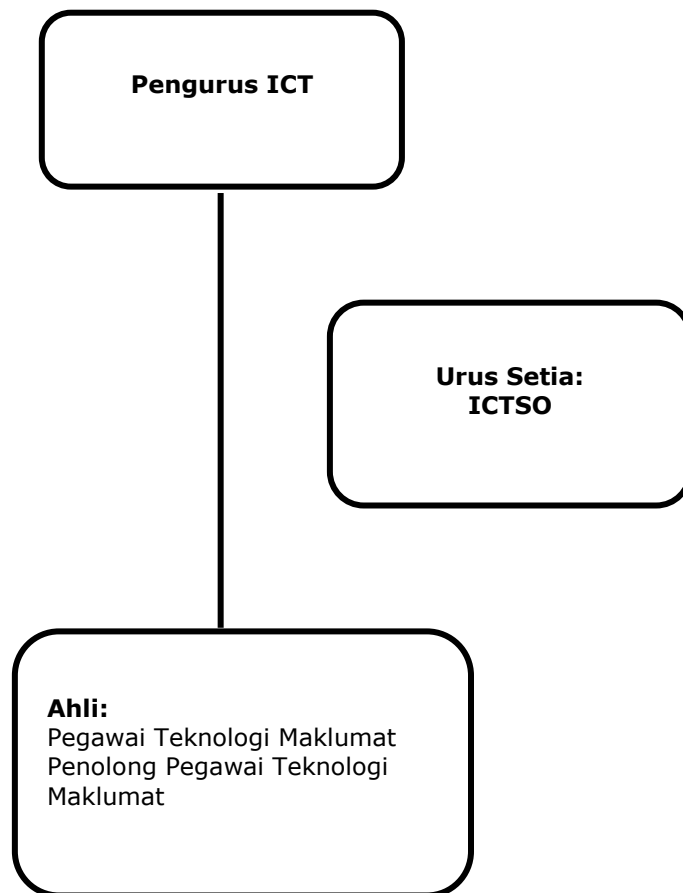 Pengurus ICT
Urus Setia:
ICTSO
Ahli:
Pegawai Teknologi Maklumat
Penolong Pegawai Teknologi
Maklumat